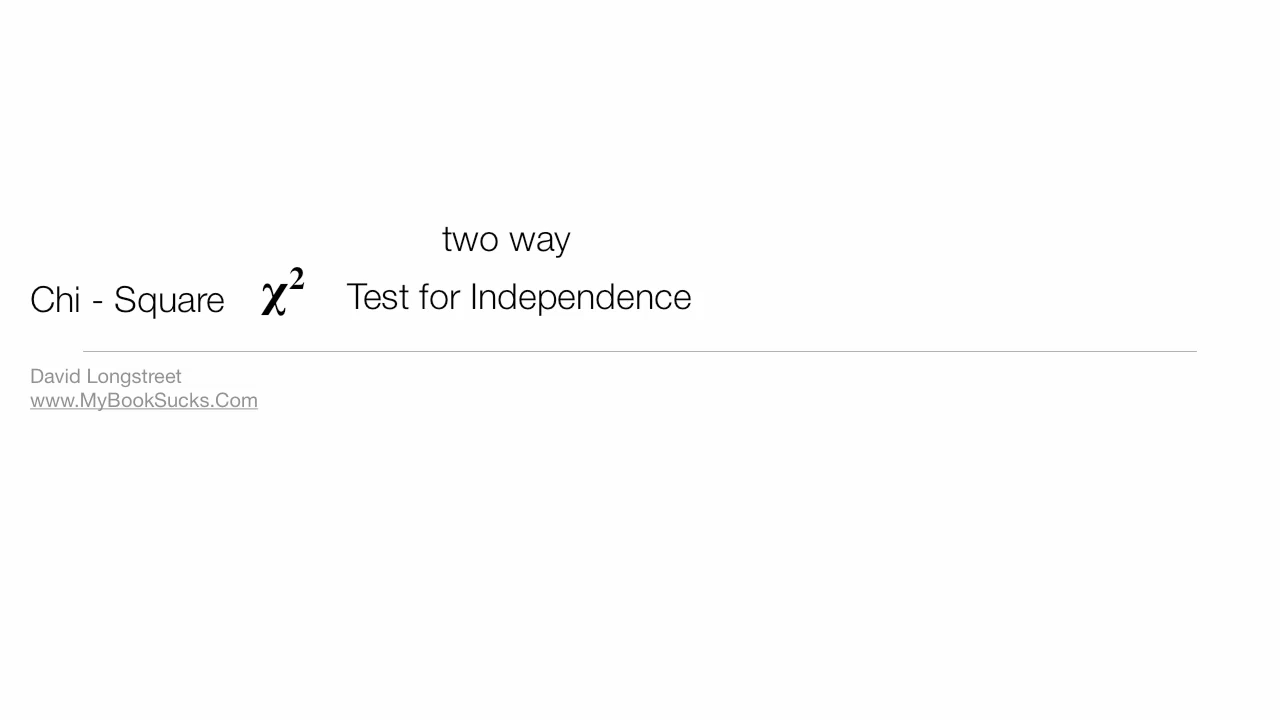 two way
Chi - Square χ² Test for Independence
David Longstreet
www.MyBookSucks.Com